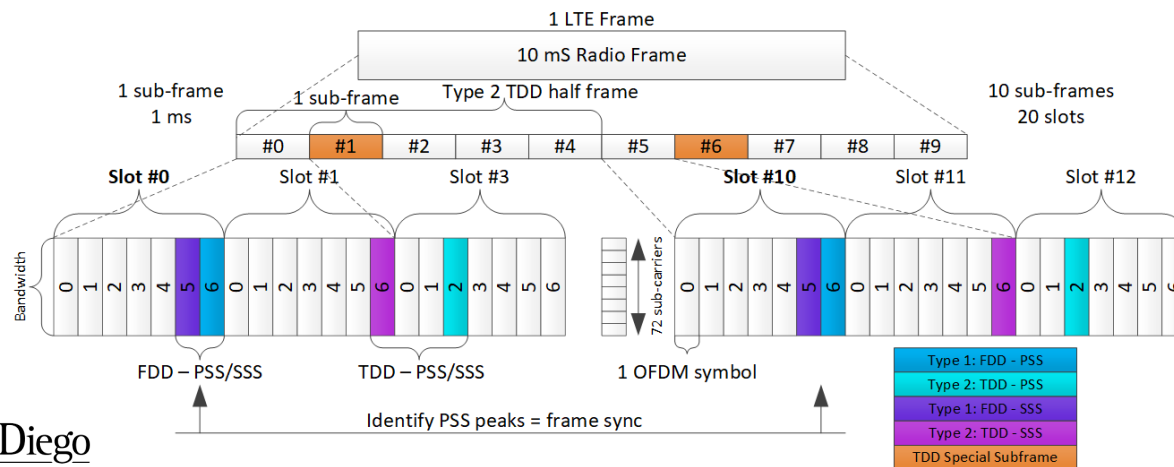 1 LTE Frame
10 mS Radio Frame
1 sub-frame
1 ms
1 sub-frame
Type 2 TDD half frame
10 sub-frames
20 slots
#0 #1 #2 #3 #4 #5 #6 #7 #8 #9
Slot #0 Slot #1 Slot #3 Slot #10 Slot #11 Slot #12
Bandwidth
0 1 2 3 4 5 6 0 1 2 3 4 5 6 0 1 2 3 4 5 6
72 sub-carriers
0 1 2 3 4 5 6 0 1 2 3 4 5 6 0 1 2 3 4 5 6
FDD – PSS/SSS
TDD – PSS/SSS
1 OFDM symbol
Identify PSS peaks = frame sync
Type 1: FDD - PSS
Type 2: TDD - PSS
Type 1: FDD - SSS
Type 2: TDD - SSS
TDD Special Subframe
Diego